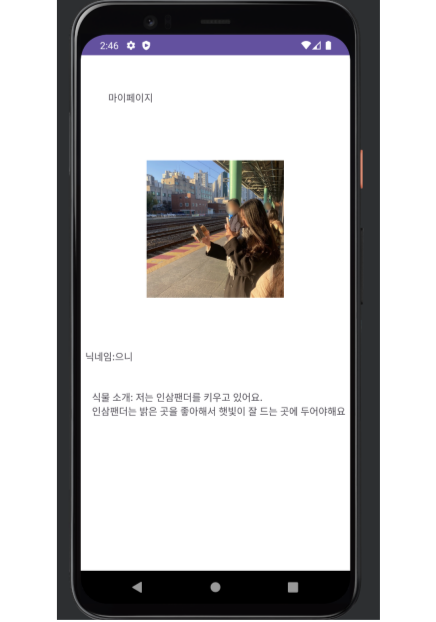 2:46
마이페이지
닉네임:으니
식물 소개: 저는 인삼팬더를 키우고 있어요.
인삼팬더는 밝은 곳을 좋아해서 햇빛이 잘 드는 곳에 두어야해요